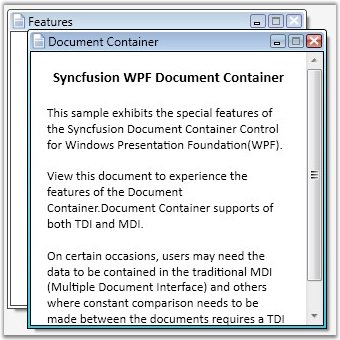 Features
Document Container
Syncfusion WPF Document Container
This sample exhibits the special features of
the Syncfusion Document Container Control
for Windows Presentation Foundation(WPF).
View this document to experience the
features of the Document
Container.Document Container supports of
both TDI and MDI.
On certain occasions, users may need the
data to be contained in the traditional MDI
(Multiple Document Interface) and others
where constant comparison needs to be
made between the documents requires a TDI